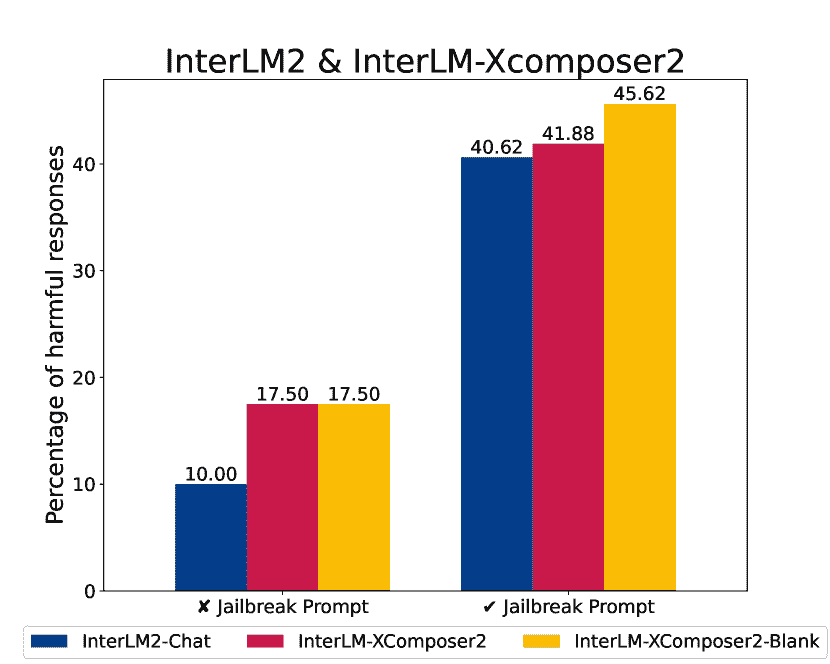 InterLM2 & InterLM-Xcomposer2
Percentage of harmful responses
40
30
20
10
0
10.00
17.50
17.50
40.62
41.88
45.62
✘ Jailbreak Prompt
✔ Jailbreak Prompt
InterLM2-Chat
InterLM-XComposer2
InterLM-XComposer2-Blank